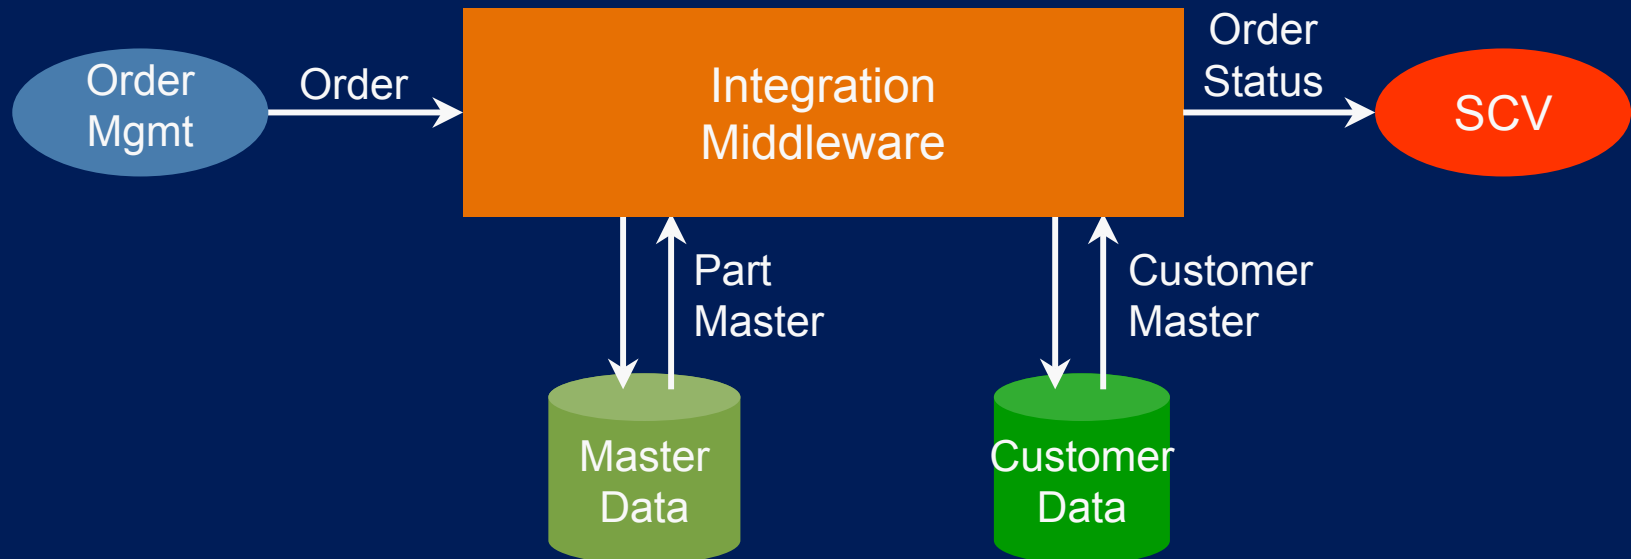 Order
Mgmt
Order
Integration
Middleware
Order
Status
SCV
Part
Master
Customer
Master
Master
Data
Customer
Data